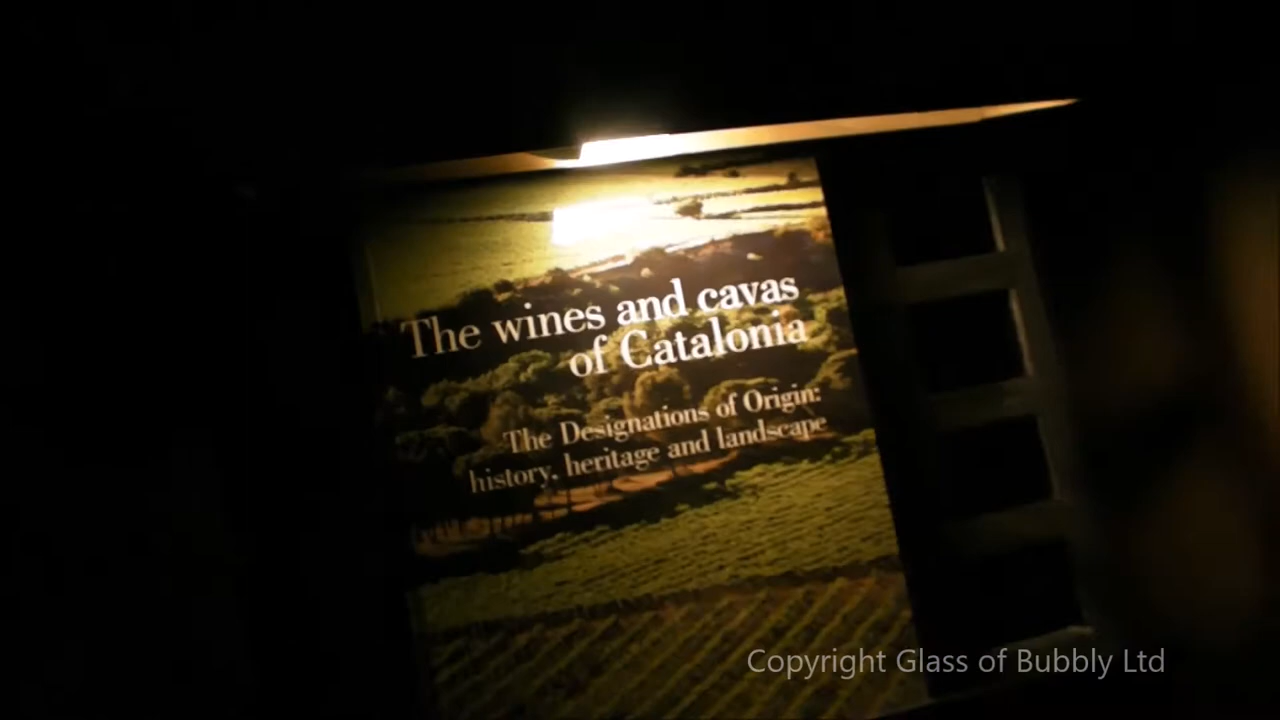 The wines and cavas
of Catalonia
The Designations of Origin:
history, heritage and landscape
Copyright Glass of Bubbly Ltd